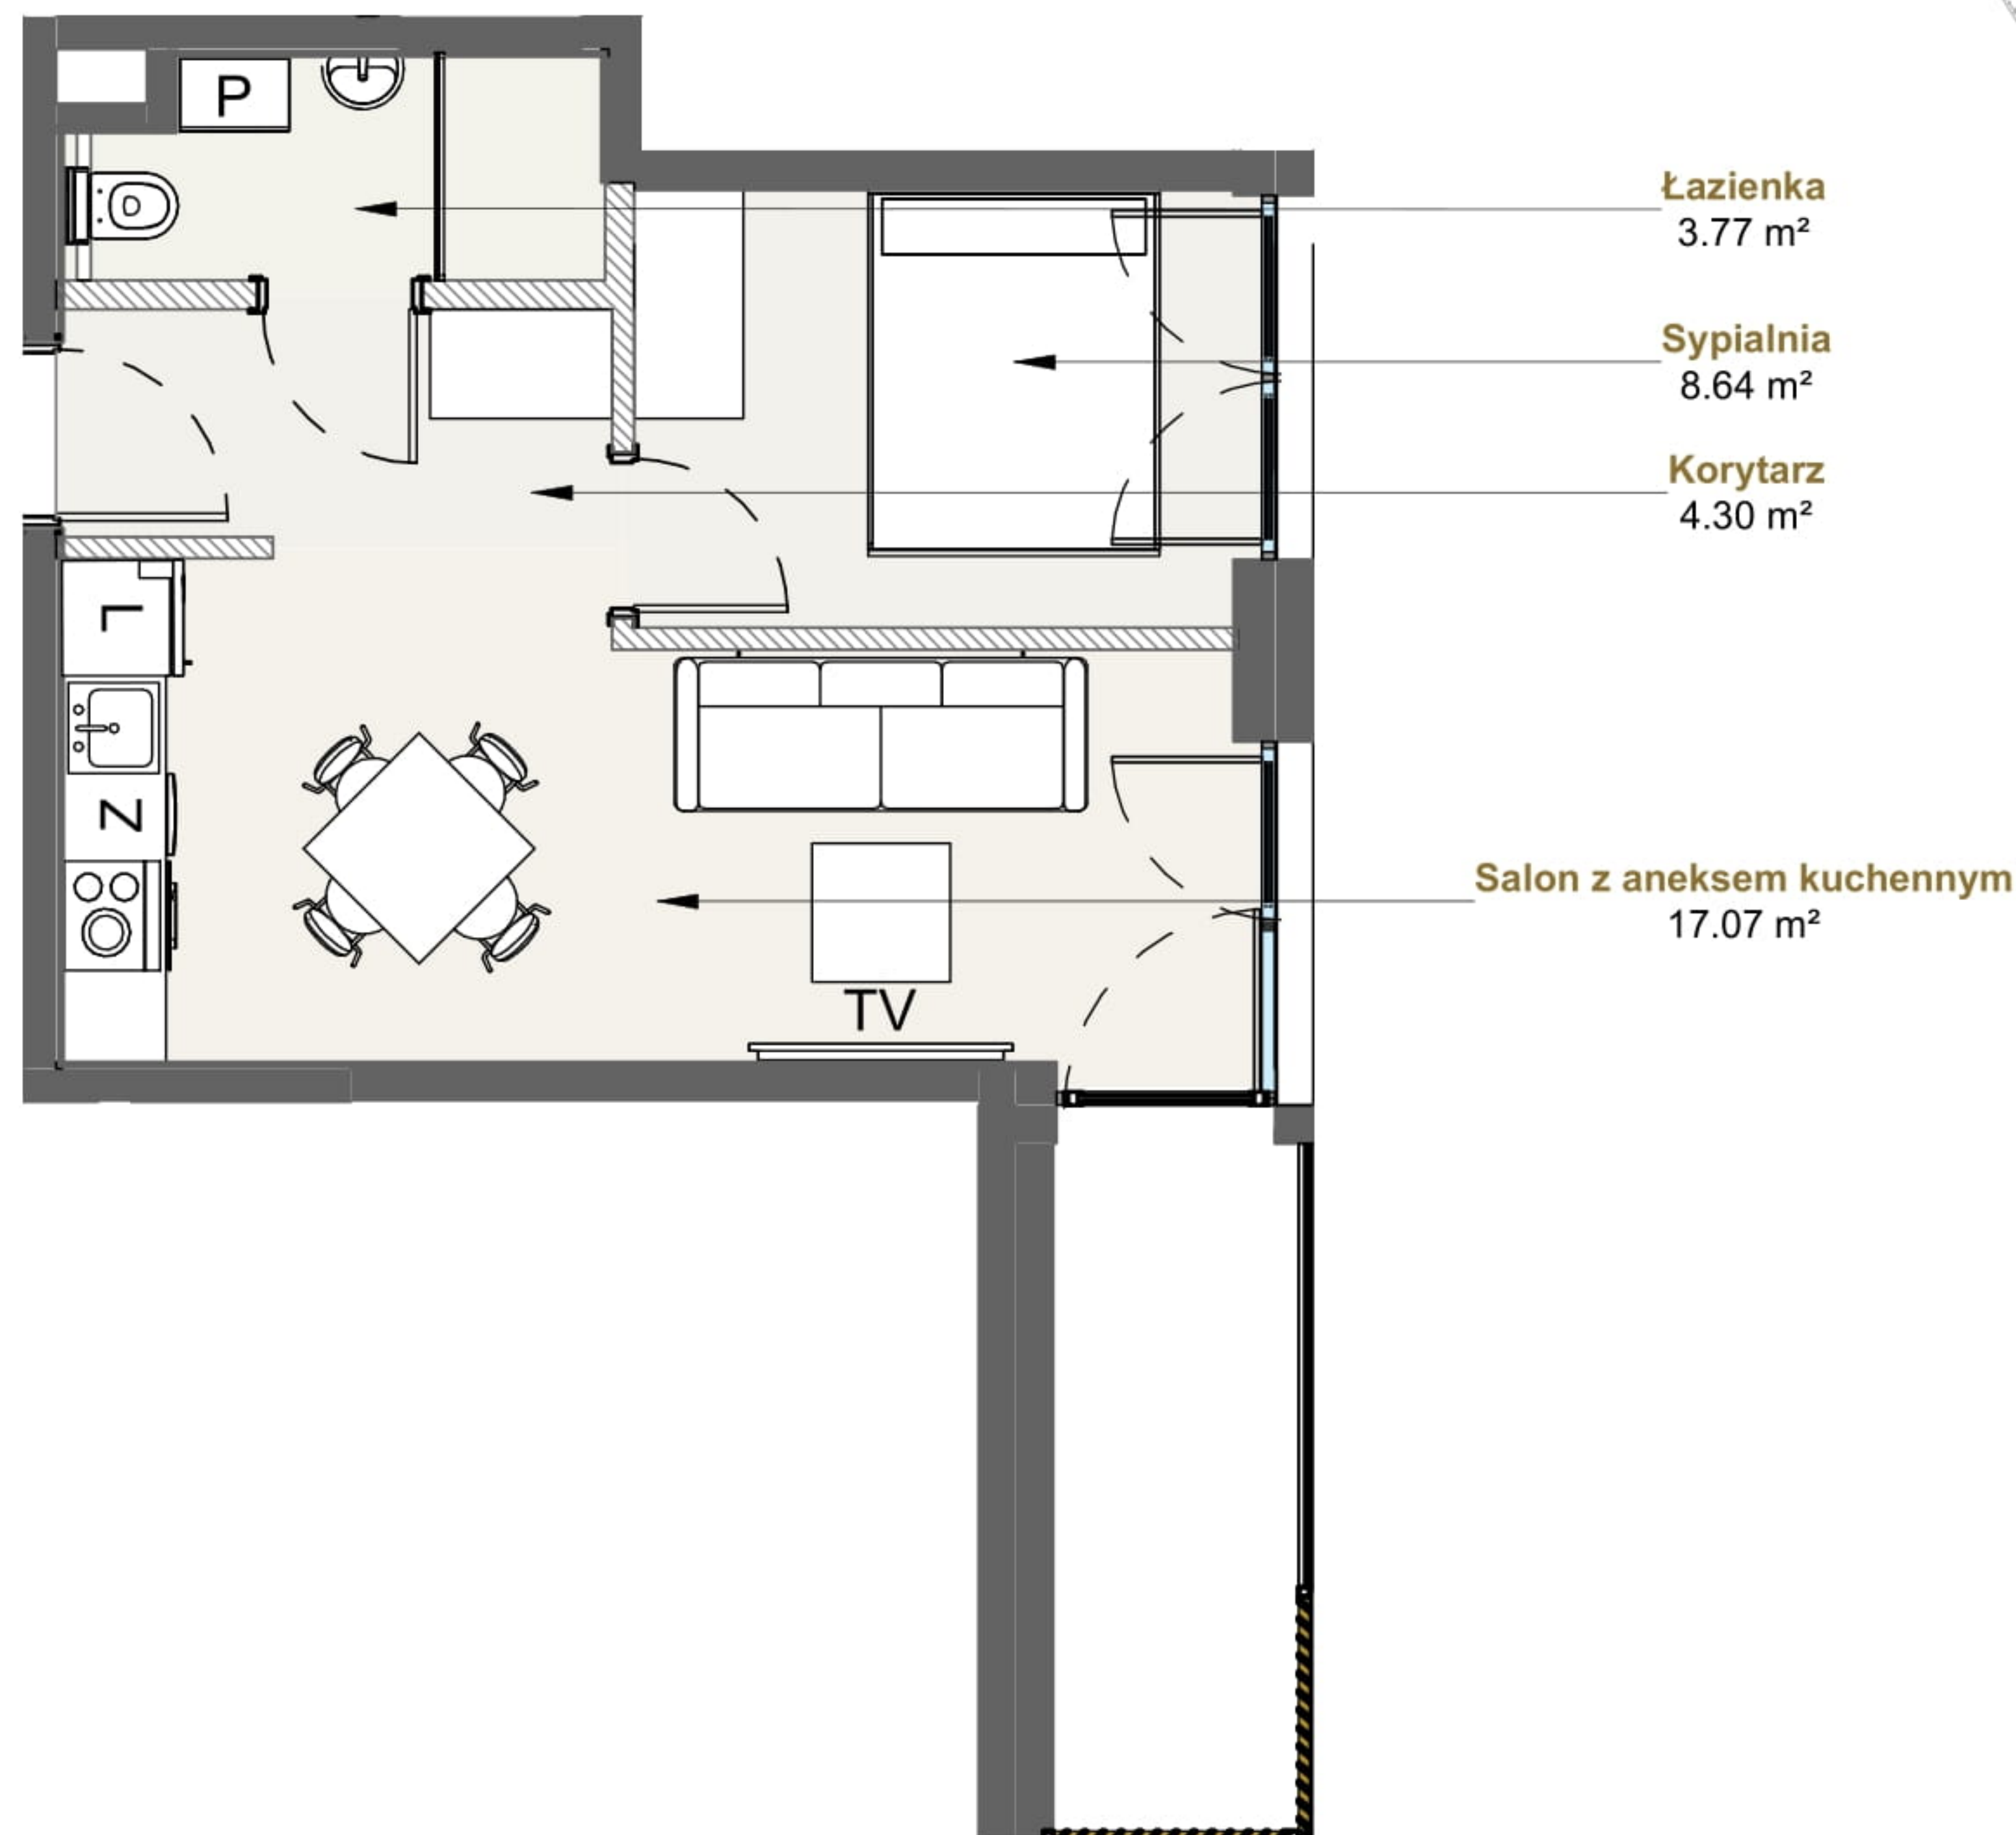 P
Łazienka
3.77 m²
Sypialnia
8.64 m²
Korytarz
4.30 m²
L
Z
Salon z aneksem kuchennym
17.07 m²
TV